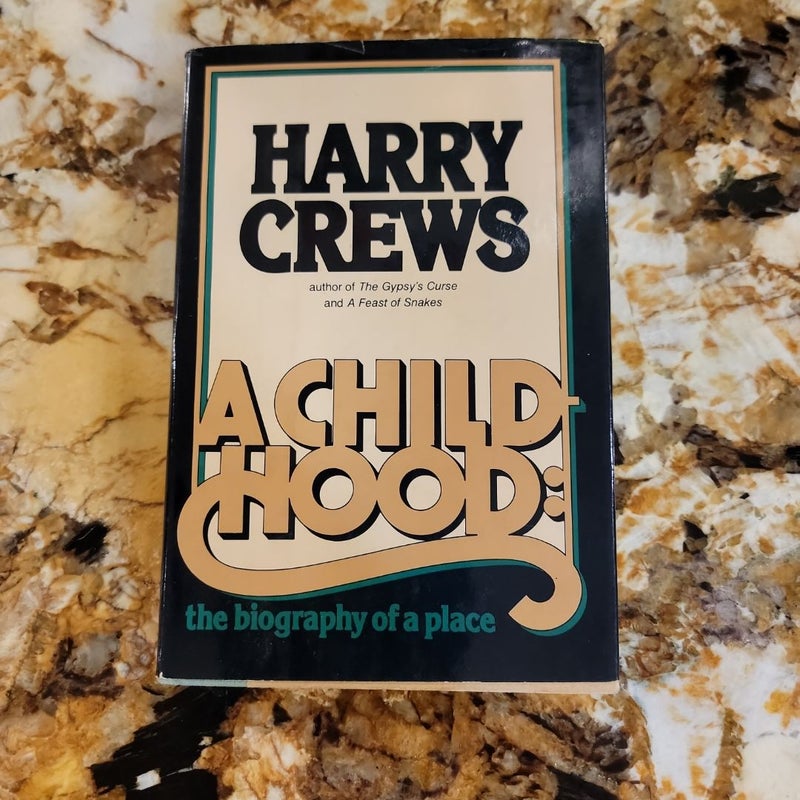 HARRY
CREWS
author of The Gypsy's Curse
and A Feast of Snakes
A CHILD-
HOOD:
the biography of a place